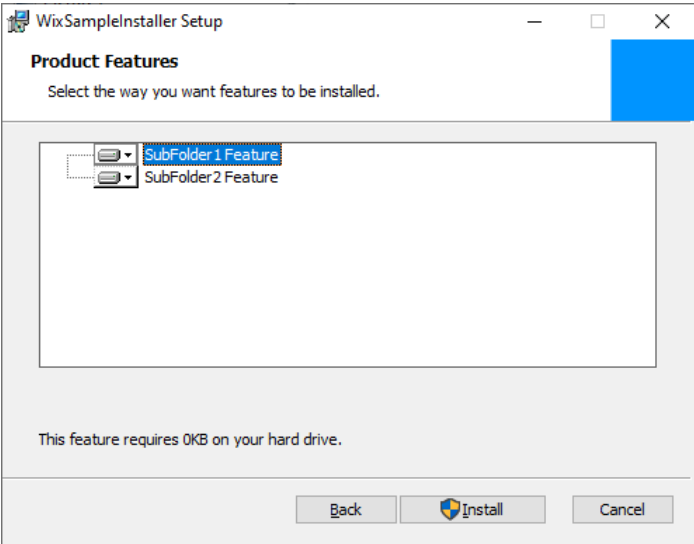 WixSampleInstaller Setup
Product Features
Select the way you want features to be installed.
SubFolder1 Feature
SubFolder2 Feature
This feature requires 0KB on your hard drive.
Back Install Cancel